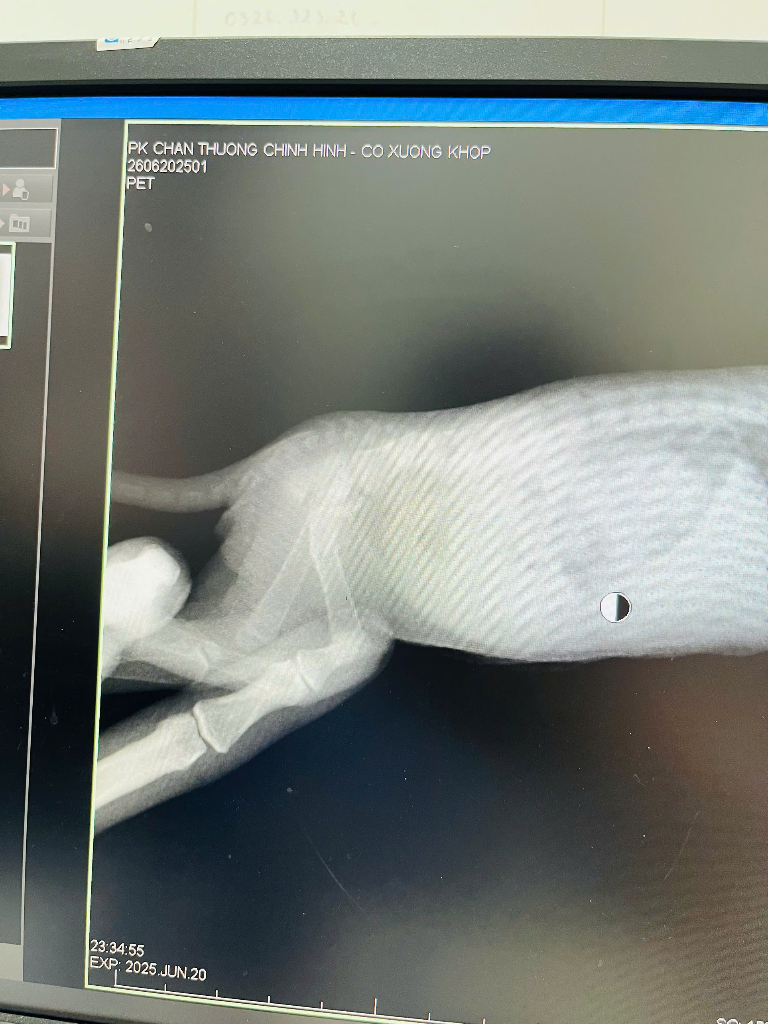 PK CHAN THUONG CHINH HINH - CO XUONG KHOP
2606202501
PET
23:34:55
EXP: 2025.JUN.20